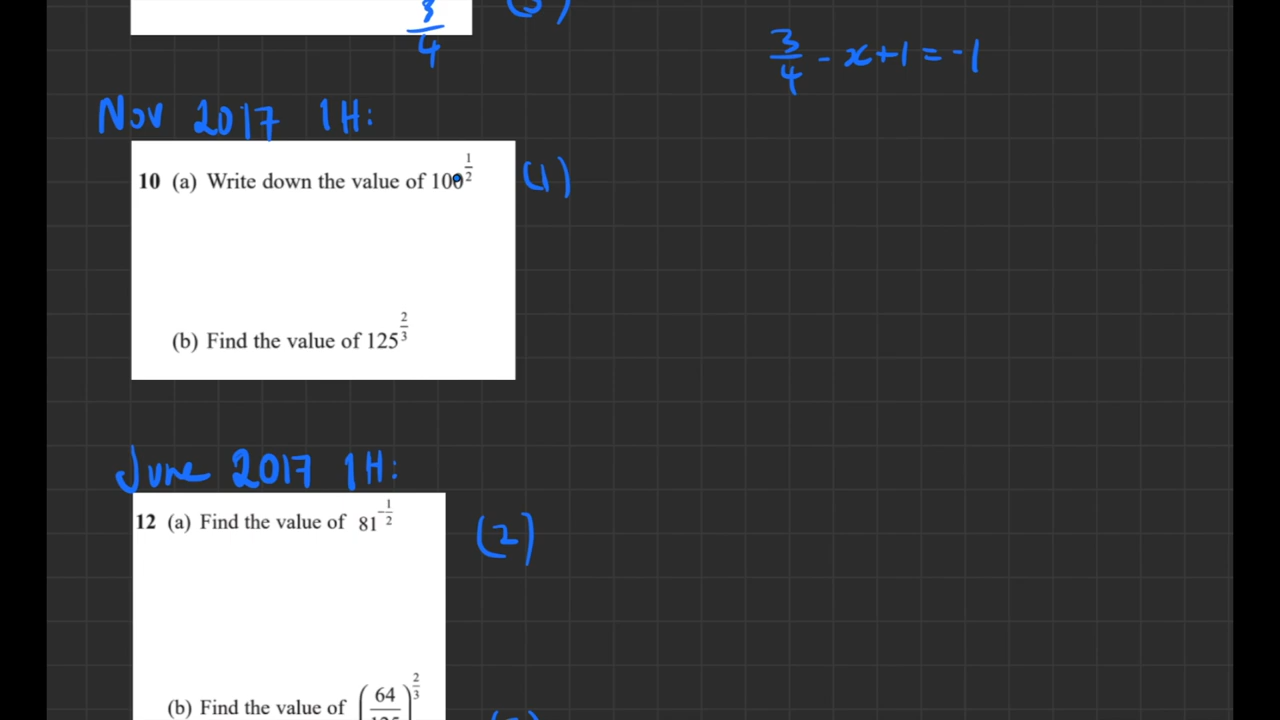 3/4
3/4 - x + 1 = -1
Nov 2017 1H:
10 (a) Write down the value of 100^(1/2) (1)
(b) Find the value of 125^(2/3)
June 2017 1H:
12 (a) Find the value of 81^(-1/2) (2)
(b) Find the value of (64/125)^(2/3)